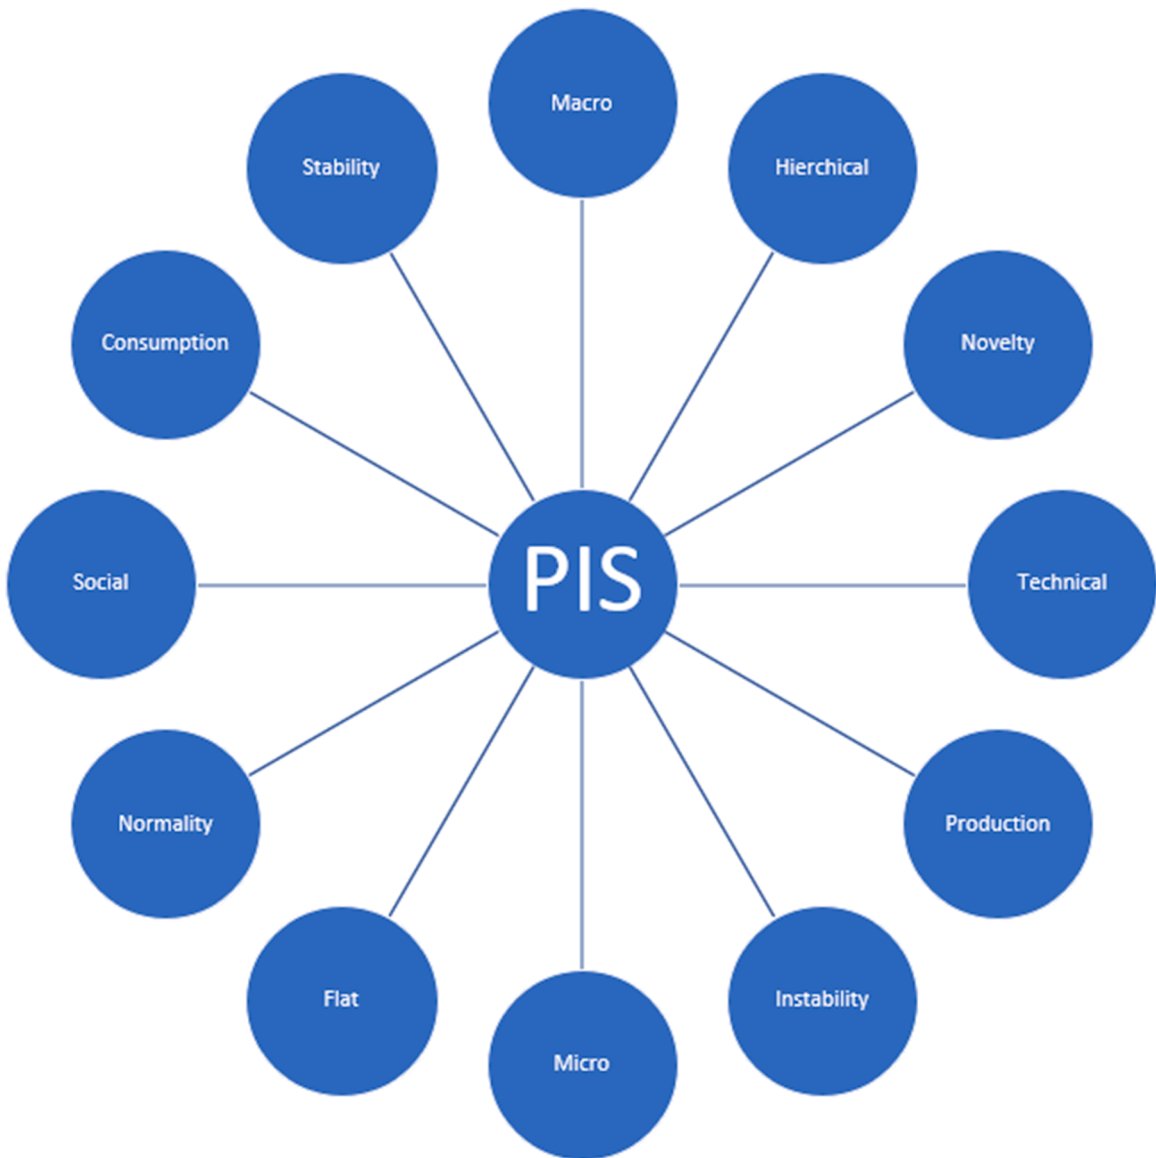 Macro
Stability
Hierchical
Consumption
Novelty
Social
PIS
Technical
Normality
Production
Flat
Instability
Micro